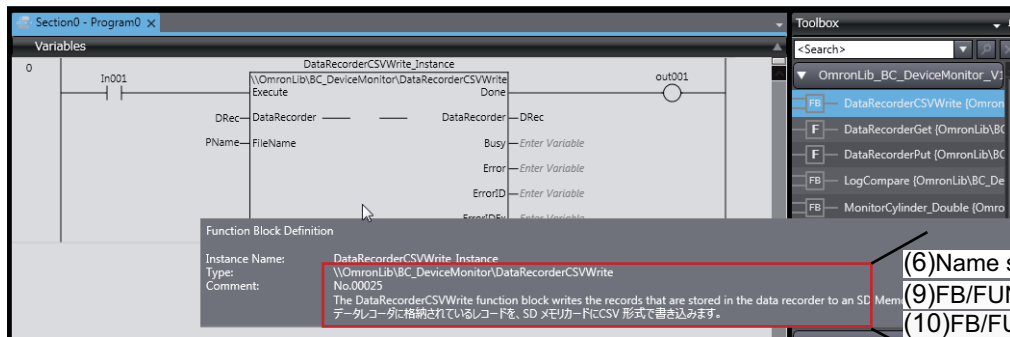 Section0 - Program0
Variables
0
In001
DataRecorderCSVWrite_Instance
\\OmronLib\BC_DeviceMonitor\DataRecorderCSVWrite
Execute Done
out001
DRec DataRecorder DataRecorder DRec
PName FileName Busy Enter Variable
Error Enter Variable
ErrorID Enter Variable
ErrorIDEx Enter Variable
Function Block Definition
Instance Name: DataRecorderCSVWrite_Instance
Type: \\OmronLib\BC_DeviceMonitor\DataRecorderCSVWrite
Comment: No.00025
The DataRecorderCSVWrite function block writes the records that are stored in the data recorder to an SD Mem
データレコーダに格納されているレコードを、SD メモリカードにCSV 形式で書き込みます。
Toolbox
<Search>
OmronLib_BC_DeviceMonitor_V1
FB DataRecorderCSVWrite {Omron
F DataRecorderGet {OmronLib\BC
F DataRecorderPut {OmronLib\BC
FB LogCompare {OmronLib\BC_De
FB MonitorCylinder_Double {Omro
(6)Name s
(9)FB/FUN
(10)FB/FU